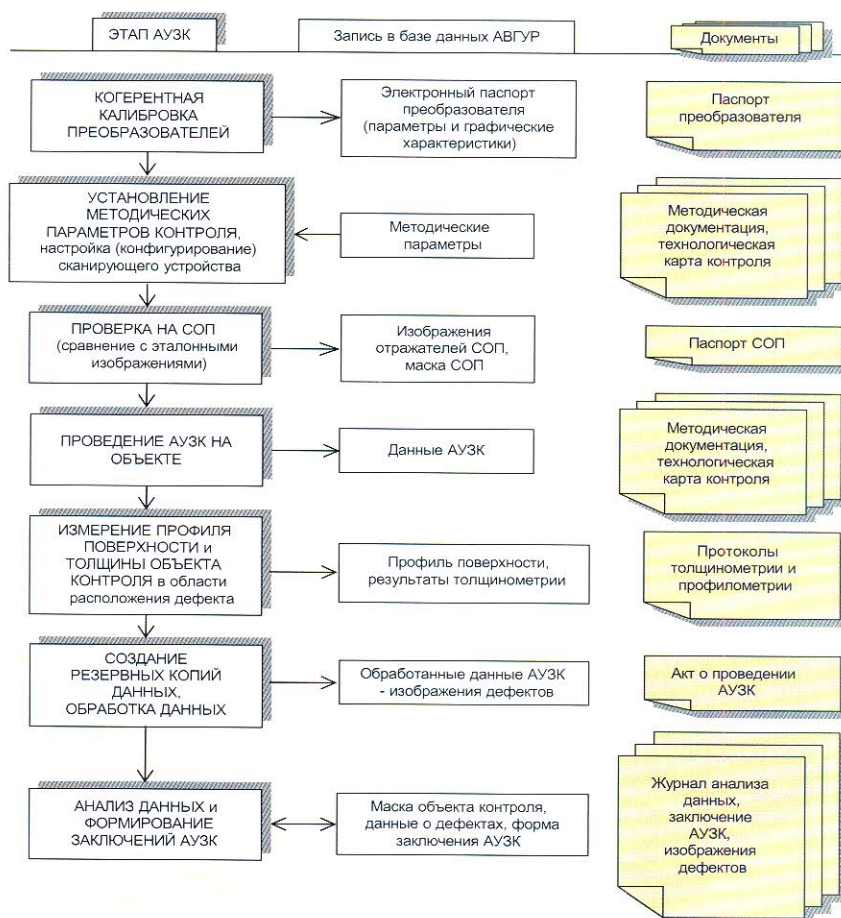 ЭТАП АУЗК
Запись в базе данных АВГУР
Документы
КОГЕРЕНТНАЯ
КАЛИБРОВКА
ПРЕОБРАЗОВАТЕЛЕЙ
Электронный паспорт
преобразователя
(параметры и графические
характеристики)
Паспорт
преобразователя
УСТАНОВЛЕНИЕ
МЕТОДИЧЕСКИХ
ПАРАМЕТРОВ КОНТРОЛЯ,
настройка (конфигурирование)
сканирующего устройства
Методические
параметры
Методическая
документация,
технологическая
карта контроля
ПРОВЕРКА НА СОП
(сравнение с эталонными
изображениями)
Изображения
отражателей СОП,
маска СОП
Паспорт СОП
ПРОВЕДЕНИЕ АУЗК НА
ОБЪЕКТЕ
Данные АУЗК
Методическая
документация,
технологическая
карта контроля
ИЗМЕРЕНИЕ ПРОФИЛЯ
ПОВЕРХНОСТИ и
ТОЛЩИНЫ ОБЪЕКТА
КОНТРОЛЯ в области
расположения дефекта
Профиль поверхности,
результаты толщинометрии
Протоколы
толщинометрии и
профилометрии
СОЗДАНИЕ
РЕЗЕРВНЫХ КОПИЙ
ДАННЫХ,
ОБРАБОТКА ДАННЫХ
Обработанные данные АУЗК
- изображения дефектов
Акт о проведении
АУЗК
АНАЛИЗ ДАННЫХ и
ФОРМИРОВАНИЕ
ЗАКЛЮЧЕНИЙ АУЗК
Маска объекта контроля,
данные о дефектах, форма
заключения АУЗК
Журнал анализа
данных,
заключение
АУЗК,
изображения
дефектов